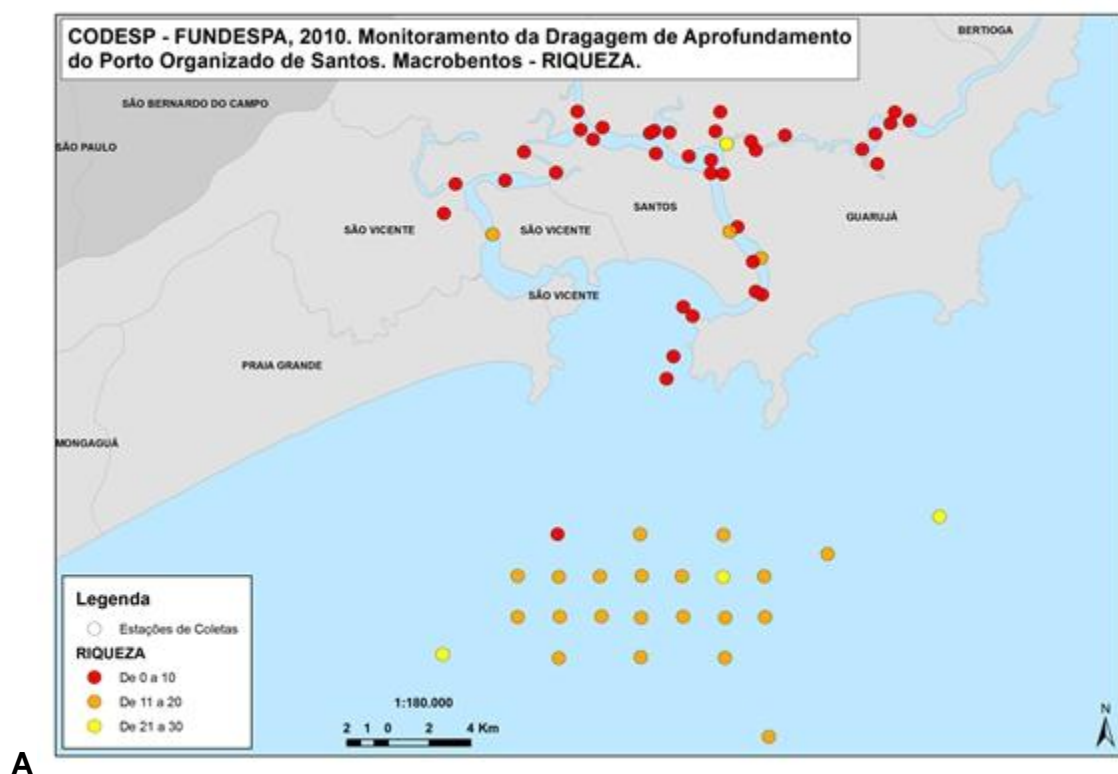 CODESP - FUNDESPA, 2010. Monitoramento da Dragagem de Aprofundamento
do Porto Organizado de Santos. Macrobentos - RIQUEZA.
BERTIOGA
SÃO BERNARDO DO CAMPO
SÃO PAULO
SANTOS
GUARUJÁ
SÃO VICENTE
SÃO VICENTE
SÃO VICENTE
PRAIA GRANDE
MONGAGUÁ
Legenda
Estações de Coletas
RIQUEZA
De 0 a 10
De 11 a 20
De 21 a 30
1:180.000
2 1 0 2 4 Km
N
A